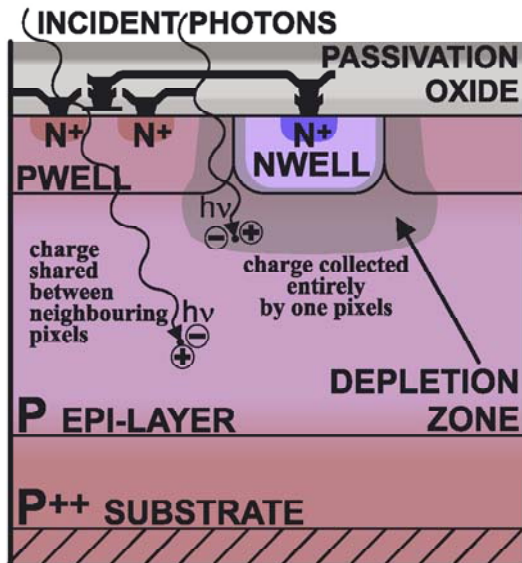 INCIDENT PHOTONS
PASSIVATION
OXIDE
N+
N+
N+
PWELL
NWELL
hν
charge
shared
between
neighbouring
pixels
charge collected
entirely
by one pixels
hν
DEPLETION
ZONE
P EPI-LAYER
P++ SUBSTRATE